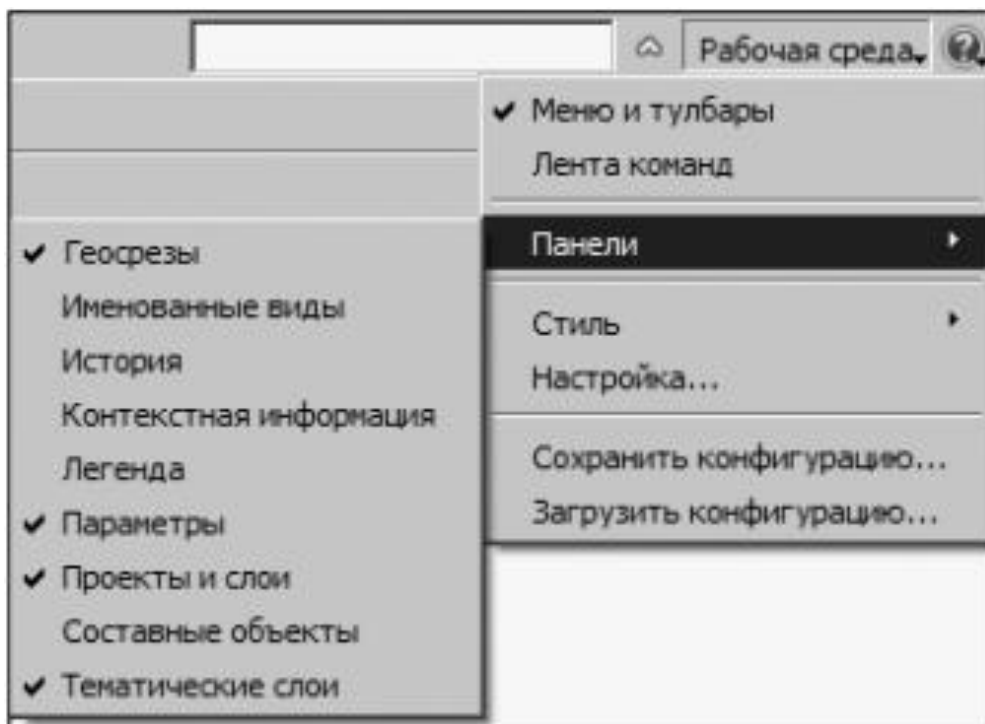 Рабочая среда
Меню и тулбары
Лента команд
Панели
Стиль
Настройка...
Сохранить конфигурацию...
Загрузить конфигурацию...
Геосрезы
Именованные виды
История
Контекстная информация
Легенда
Параметры
Проекты и слои
Составные объекты
Тематические слои